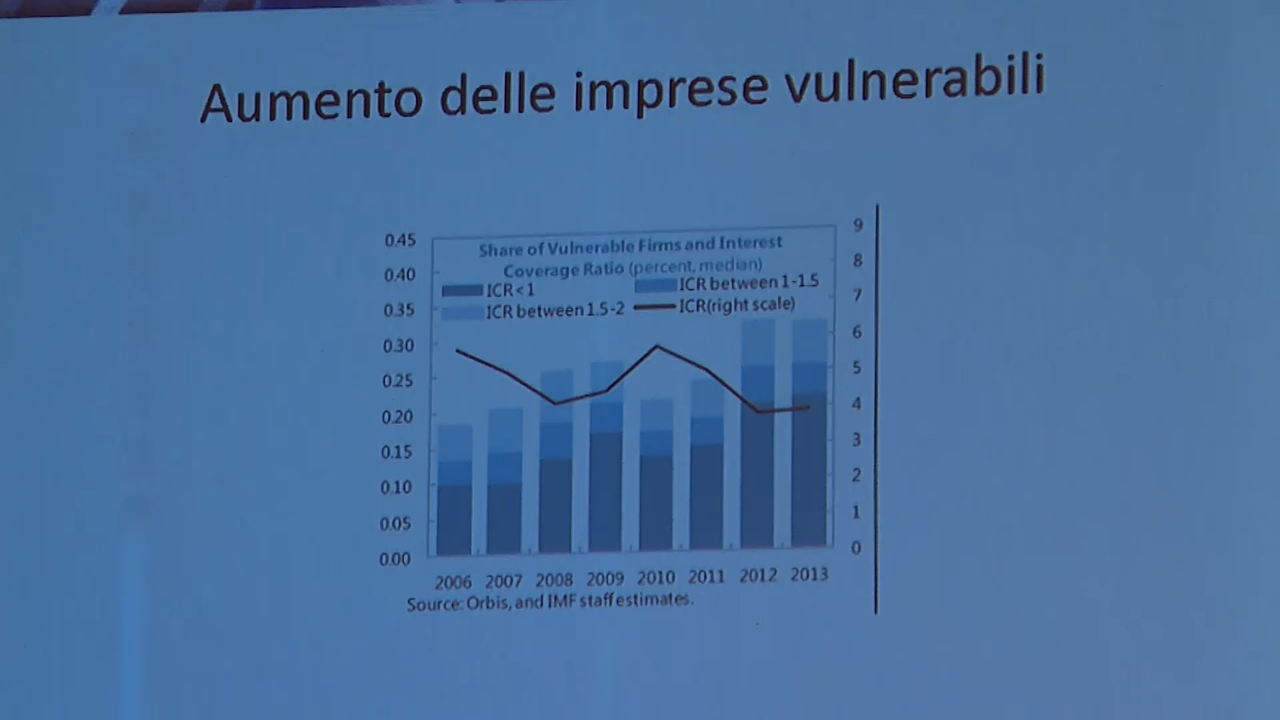 Aumento delle imprese vulnerabili
Share of Vulnerable Firms and Interest
Coverage Ratio (percent, median)
ICR<1
ICR between 1-1.5
ICR between 1.5-2
ICR(right scale)
0.45
0.40
0.35
0.30
0.25
0.20
0.15
0.10
0.05
0.00
9
8
7
6
5
4
3
2
1
0
2006 2007 2008 2009 2010 2011 2012 2013
Source: Orbis, and IMF staff estimates.